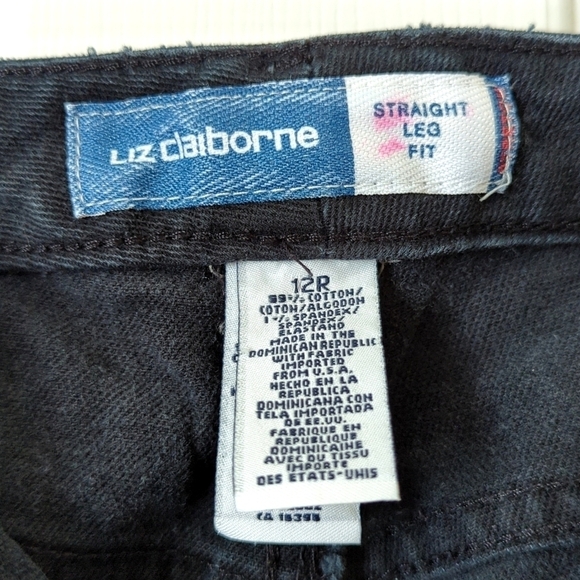 Liz claiborne
STRAIGHT
LEG
FIT
12R
99% COTTON/
COTON/ALGODON
1% SPANDEX/
SPANDEX/
ELASTANO
MADE IN THE
DOMINICAN REPUBLIC
WITH FABRIC
IMPORTED
FROM U.S.A.
HECHO EN LA
REPUBLICA
DOMINICANA CON
TELA IMPORTADA
DE EE.UU.
FABRIQUE EN
REPUBLIQUE
DOMINICAINE
AVEC DU TISSU
IMPORTE
DES ETATS-UNIS
CA